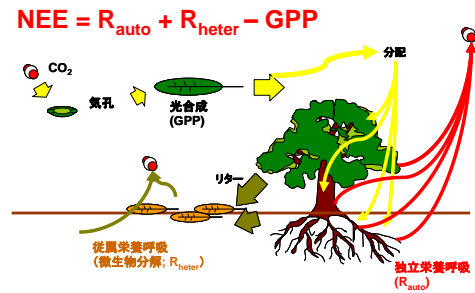 NEE = Rauto + Rheter – GPP
CO2
気孔
光合成
(GPP)
分配
リター
従属栄養呼吸
(微生物分解; Rheter)
独立栄養呼吸
(Rauto)